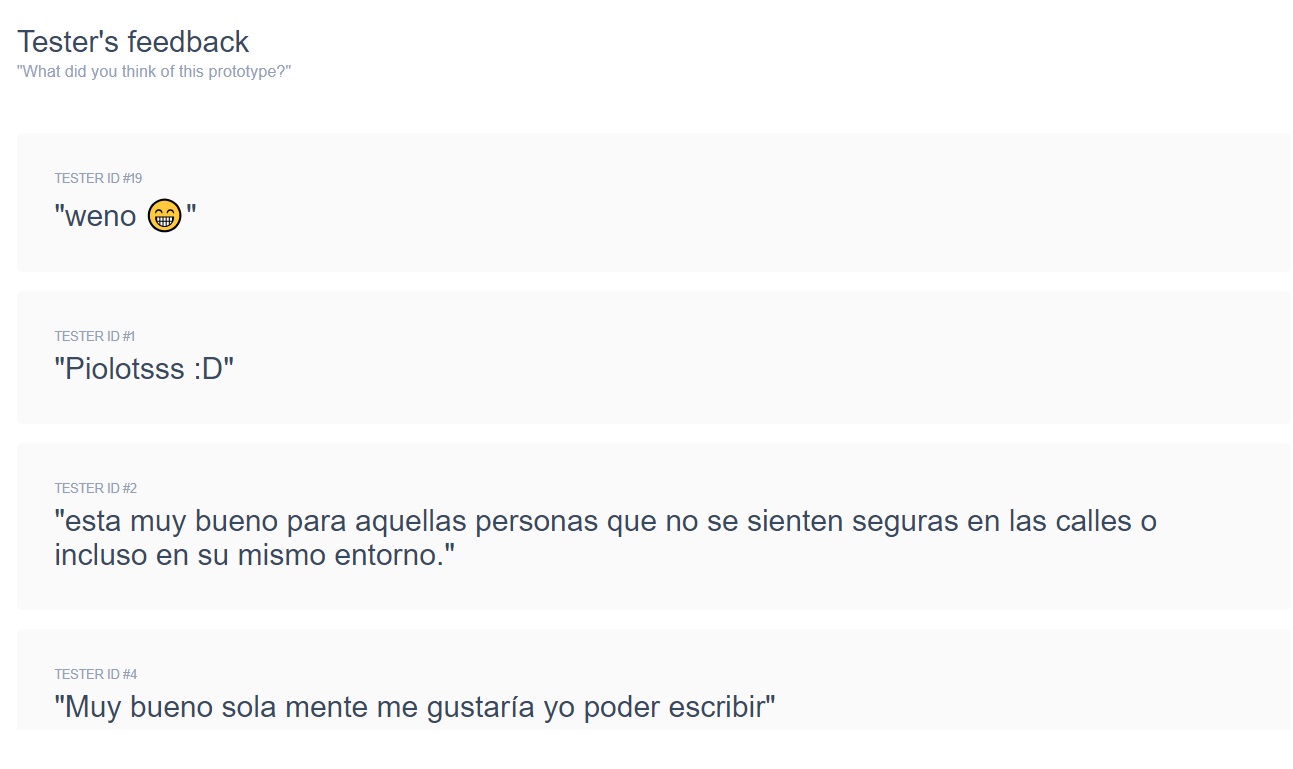 Tester's feedback
"What did you think of this prototype?"
TESTER ID #19
"weno 😁"
TESTER ID #1
"Piolotsss :D"
TESTER ID #2
"esta muy bueno para aquellas personas que no se sienten seguras en las calles o
incluso en su mismo entorno."
TESTER ID #4
"Muy bueno sola mente me gustaría yo poder escribir"